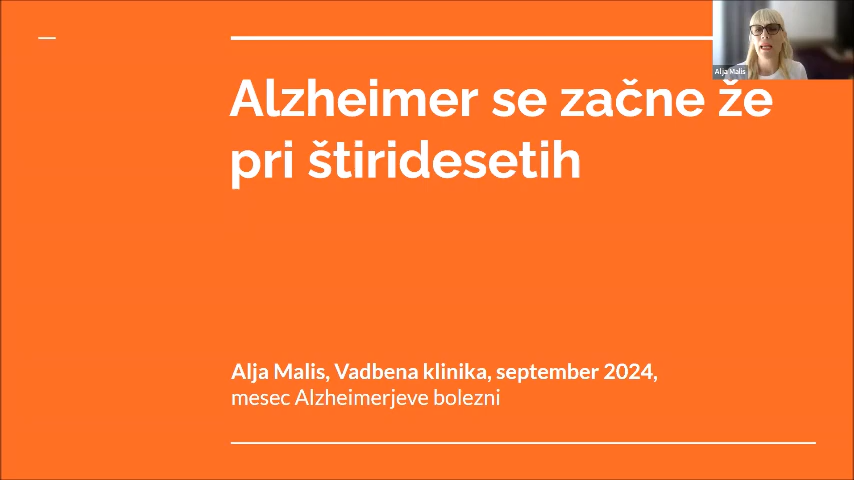 Alja Malis
Alzheimer se začne že
pri štiridesetih
Alja Malis, Vadbena klinika, september 2024,
mesec Alzheimerjeve bolezni